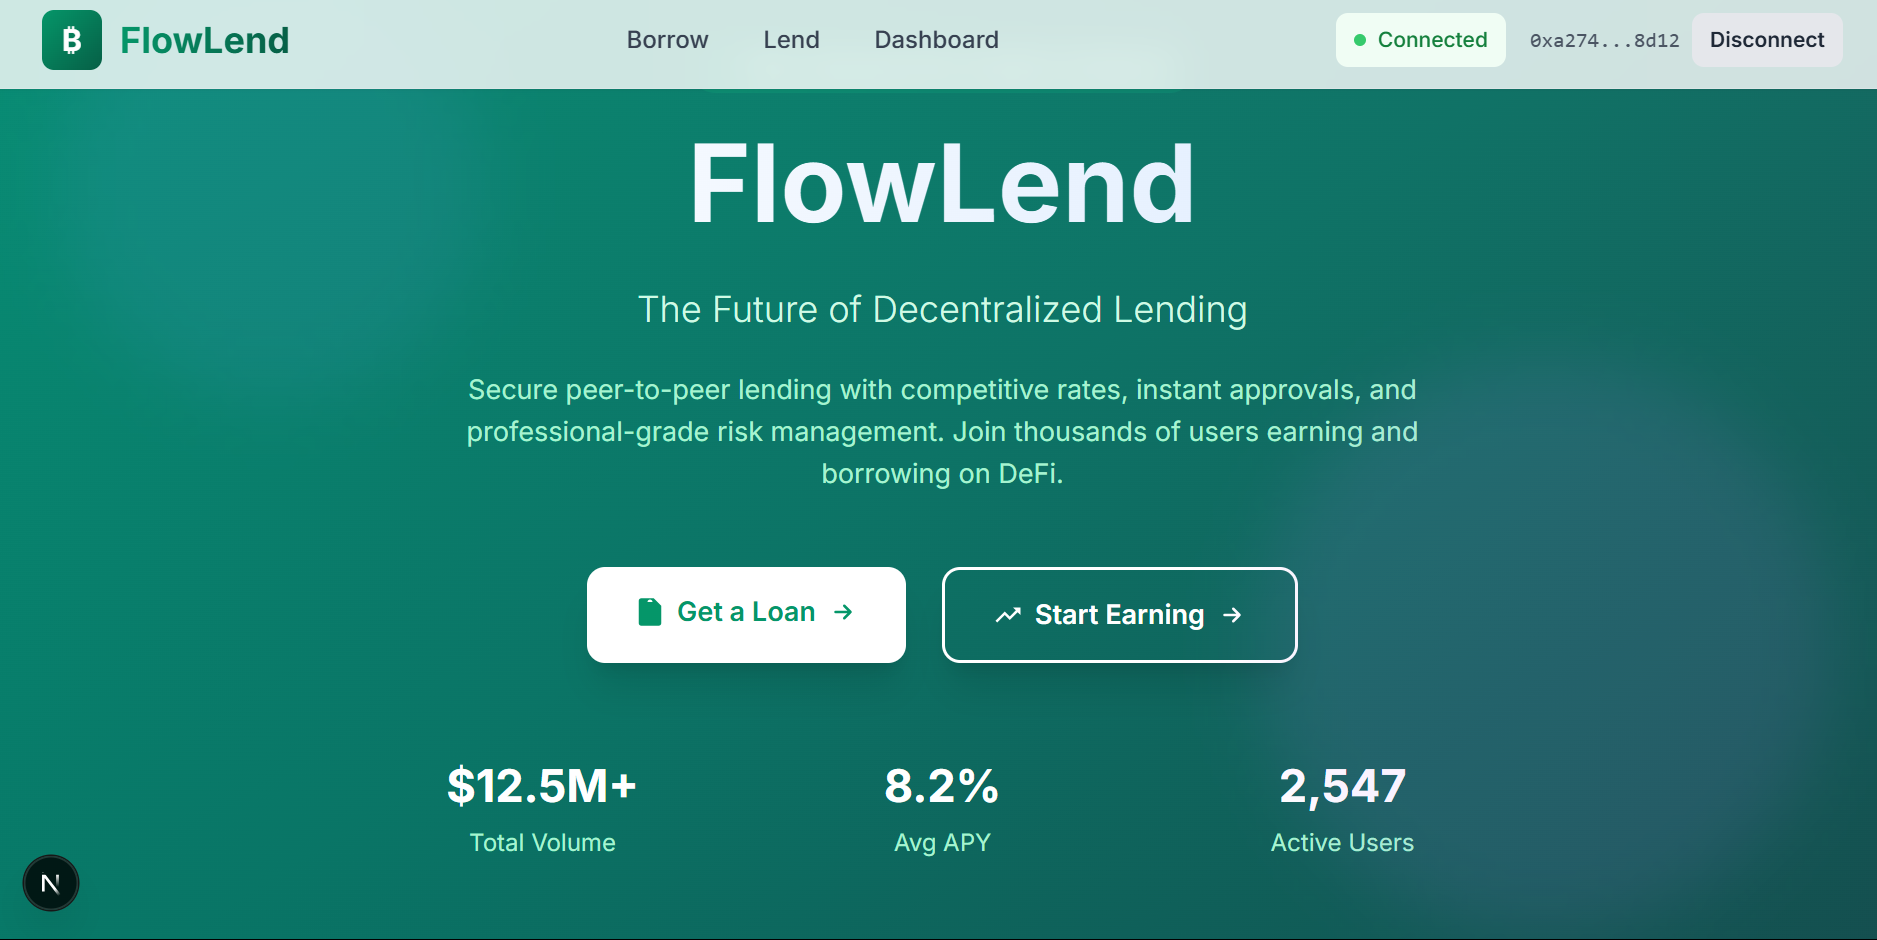 FlowLend
Borrow
Lend
Dashboard
Connected
0xa274...8d12
Disconnect
FlowLend
The Future of Decentralized Lending
Secure peer-to-peer lending with competitive rates, instant approvals, and
professional-grade risk management. Join thousands of users earning and
borrowing on DeFi.
Get a Loan →
Start Earning →
$12.5M+
Total Volume
8.2%
Avg APY
2,547
Active Users
N